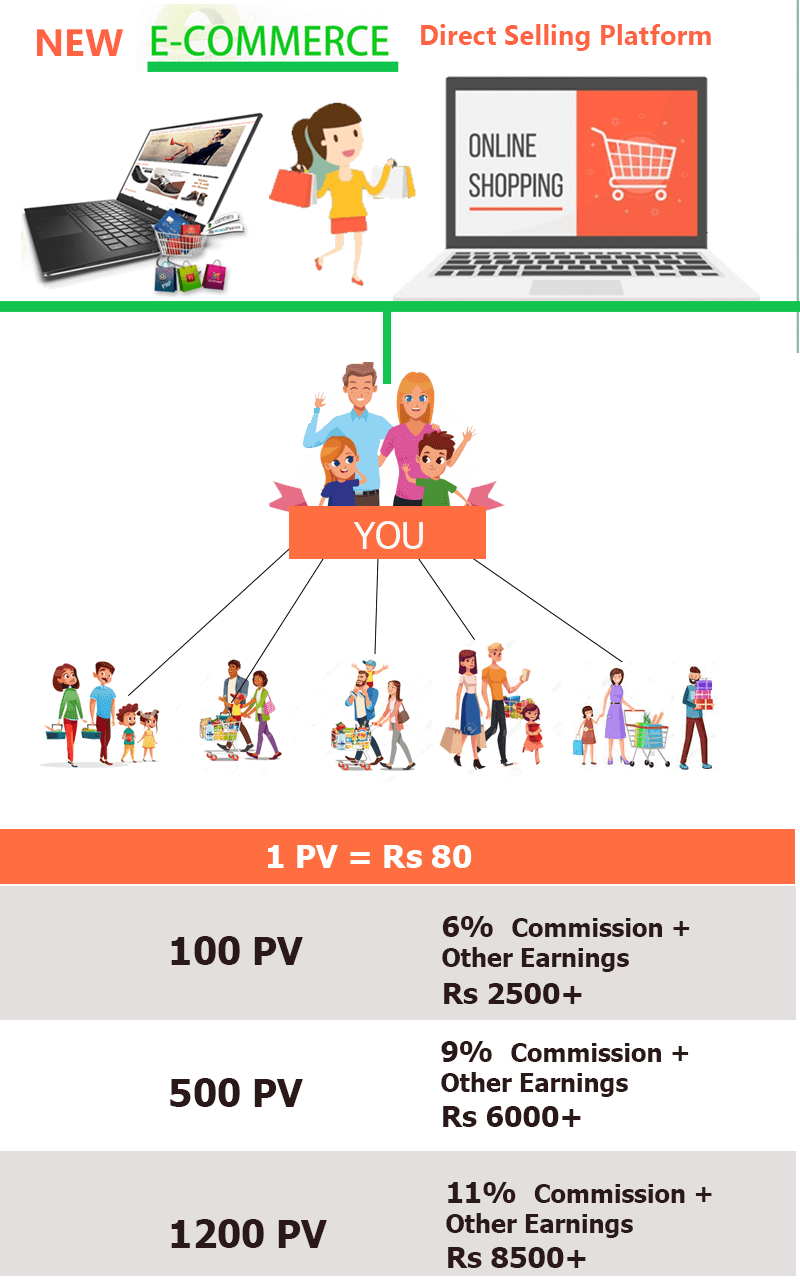 NEW E-COMMERCE Direct Selling Platform
ONLINE
SHOPPING
YOU
1 PV = Rs 80
100 PV
6% Commission +
Other Earnings
Rs 2500+
500 PV
9% Commission +
Other Earnings
Rs 6000+
1200 PV
11% Commission +
Other Earnings
Rs 8500+